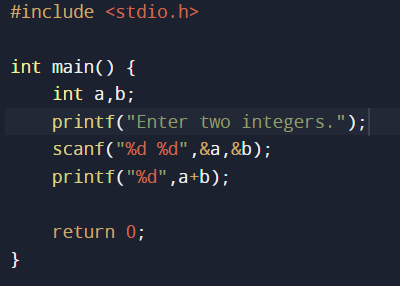 #include <stdio.h>

int main() {
    int a,b;
    printf("Enter two integers.");
    scanf("%d %d",&a,&b);
    printf("%d",a+b);

    return 0;
}